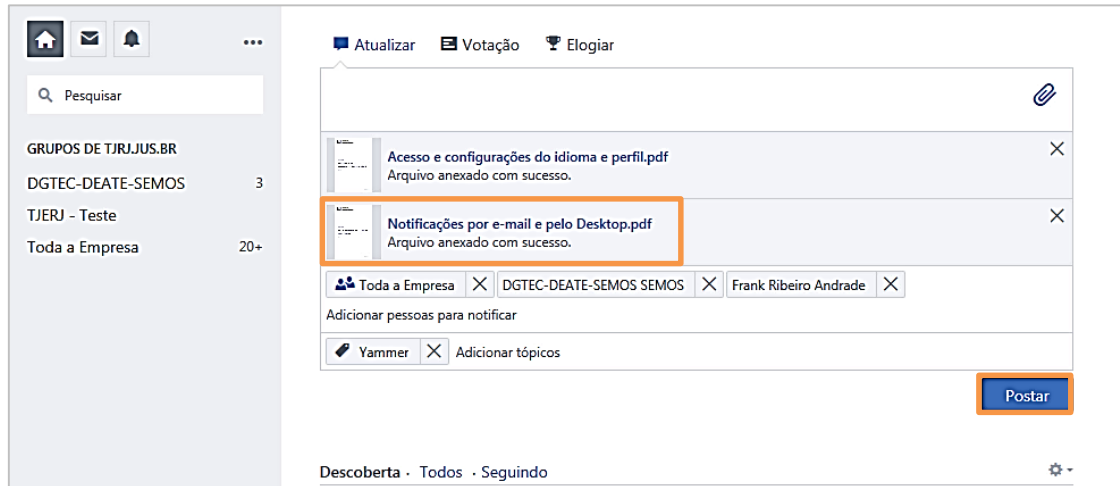 Atualizar Votação Elogiar
Pesquisar
GRUPOS DE TJRJ.JUS.BR
DGTEC-DEATE-SEMOS 3
TJERJ - Teste
Toda a Empresa 20+
Acesso e configurações do idioma e perfil.pdf
Arquivo anexado com sucesso.
Notificações por e-mail e pelo Desktop.pdf
Arquivo anexado com sucesso.
Toda a Empresa DGTEC-DEATE-SEMOS SEMOS Frank Ribeiro Andrade
Adicionar pessoas para notificar
Yammer Adicionar tópicos
Postar
Descoberta · Todos · Seguindo